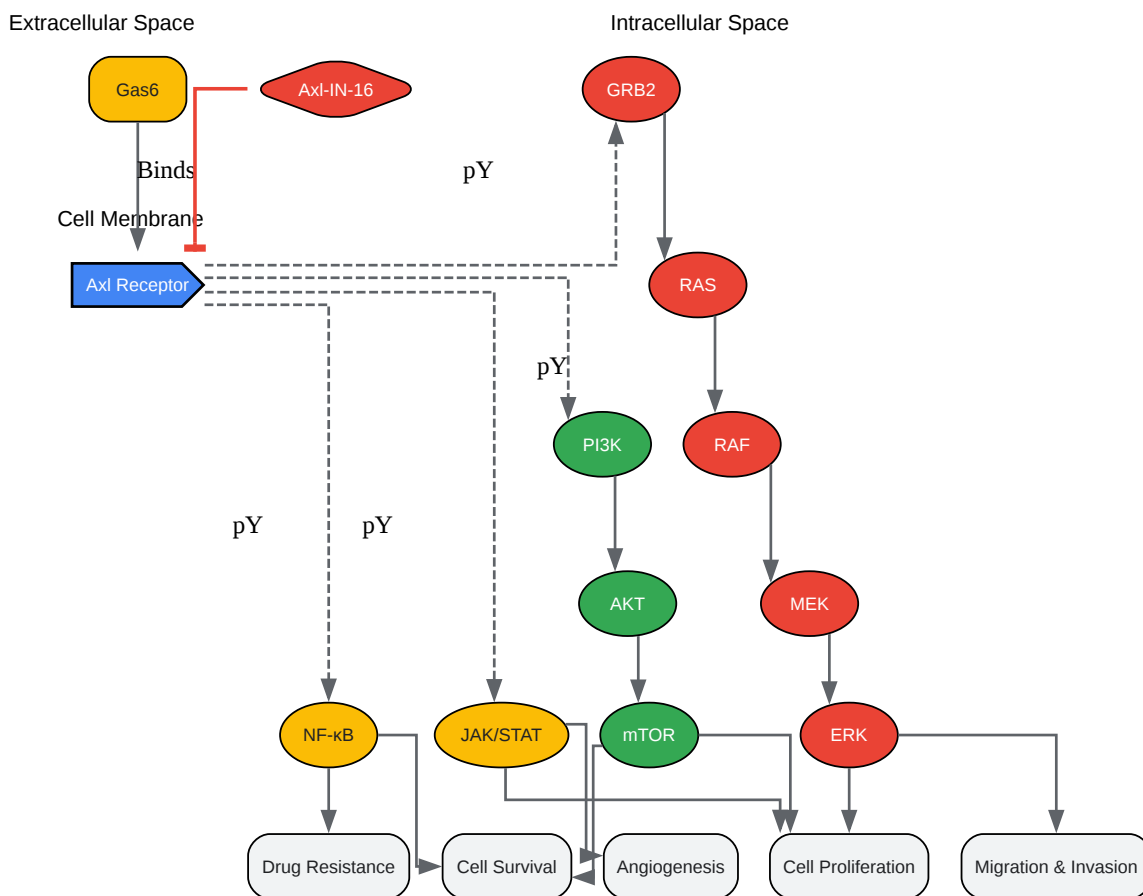 Extracellular Space
Intracellular Space
Gas6
Axl-IN-16
GRB2
Binds
pY
Cell Membrane
Axl Receptor
RAS
pY
PI3K
RAF
pY
pY
AKT
MEK
NF-κB
JAK/STAT
mTOR
ERK
Drug Resistance
Cell Survival
Angiogenesis
Cell Proliferation
Migration & Invasion